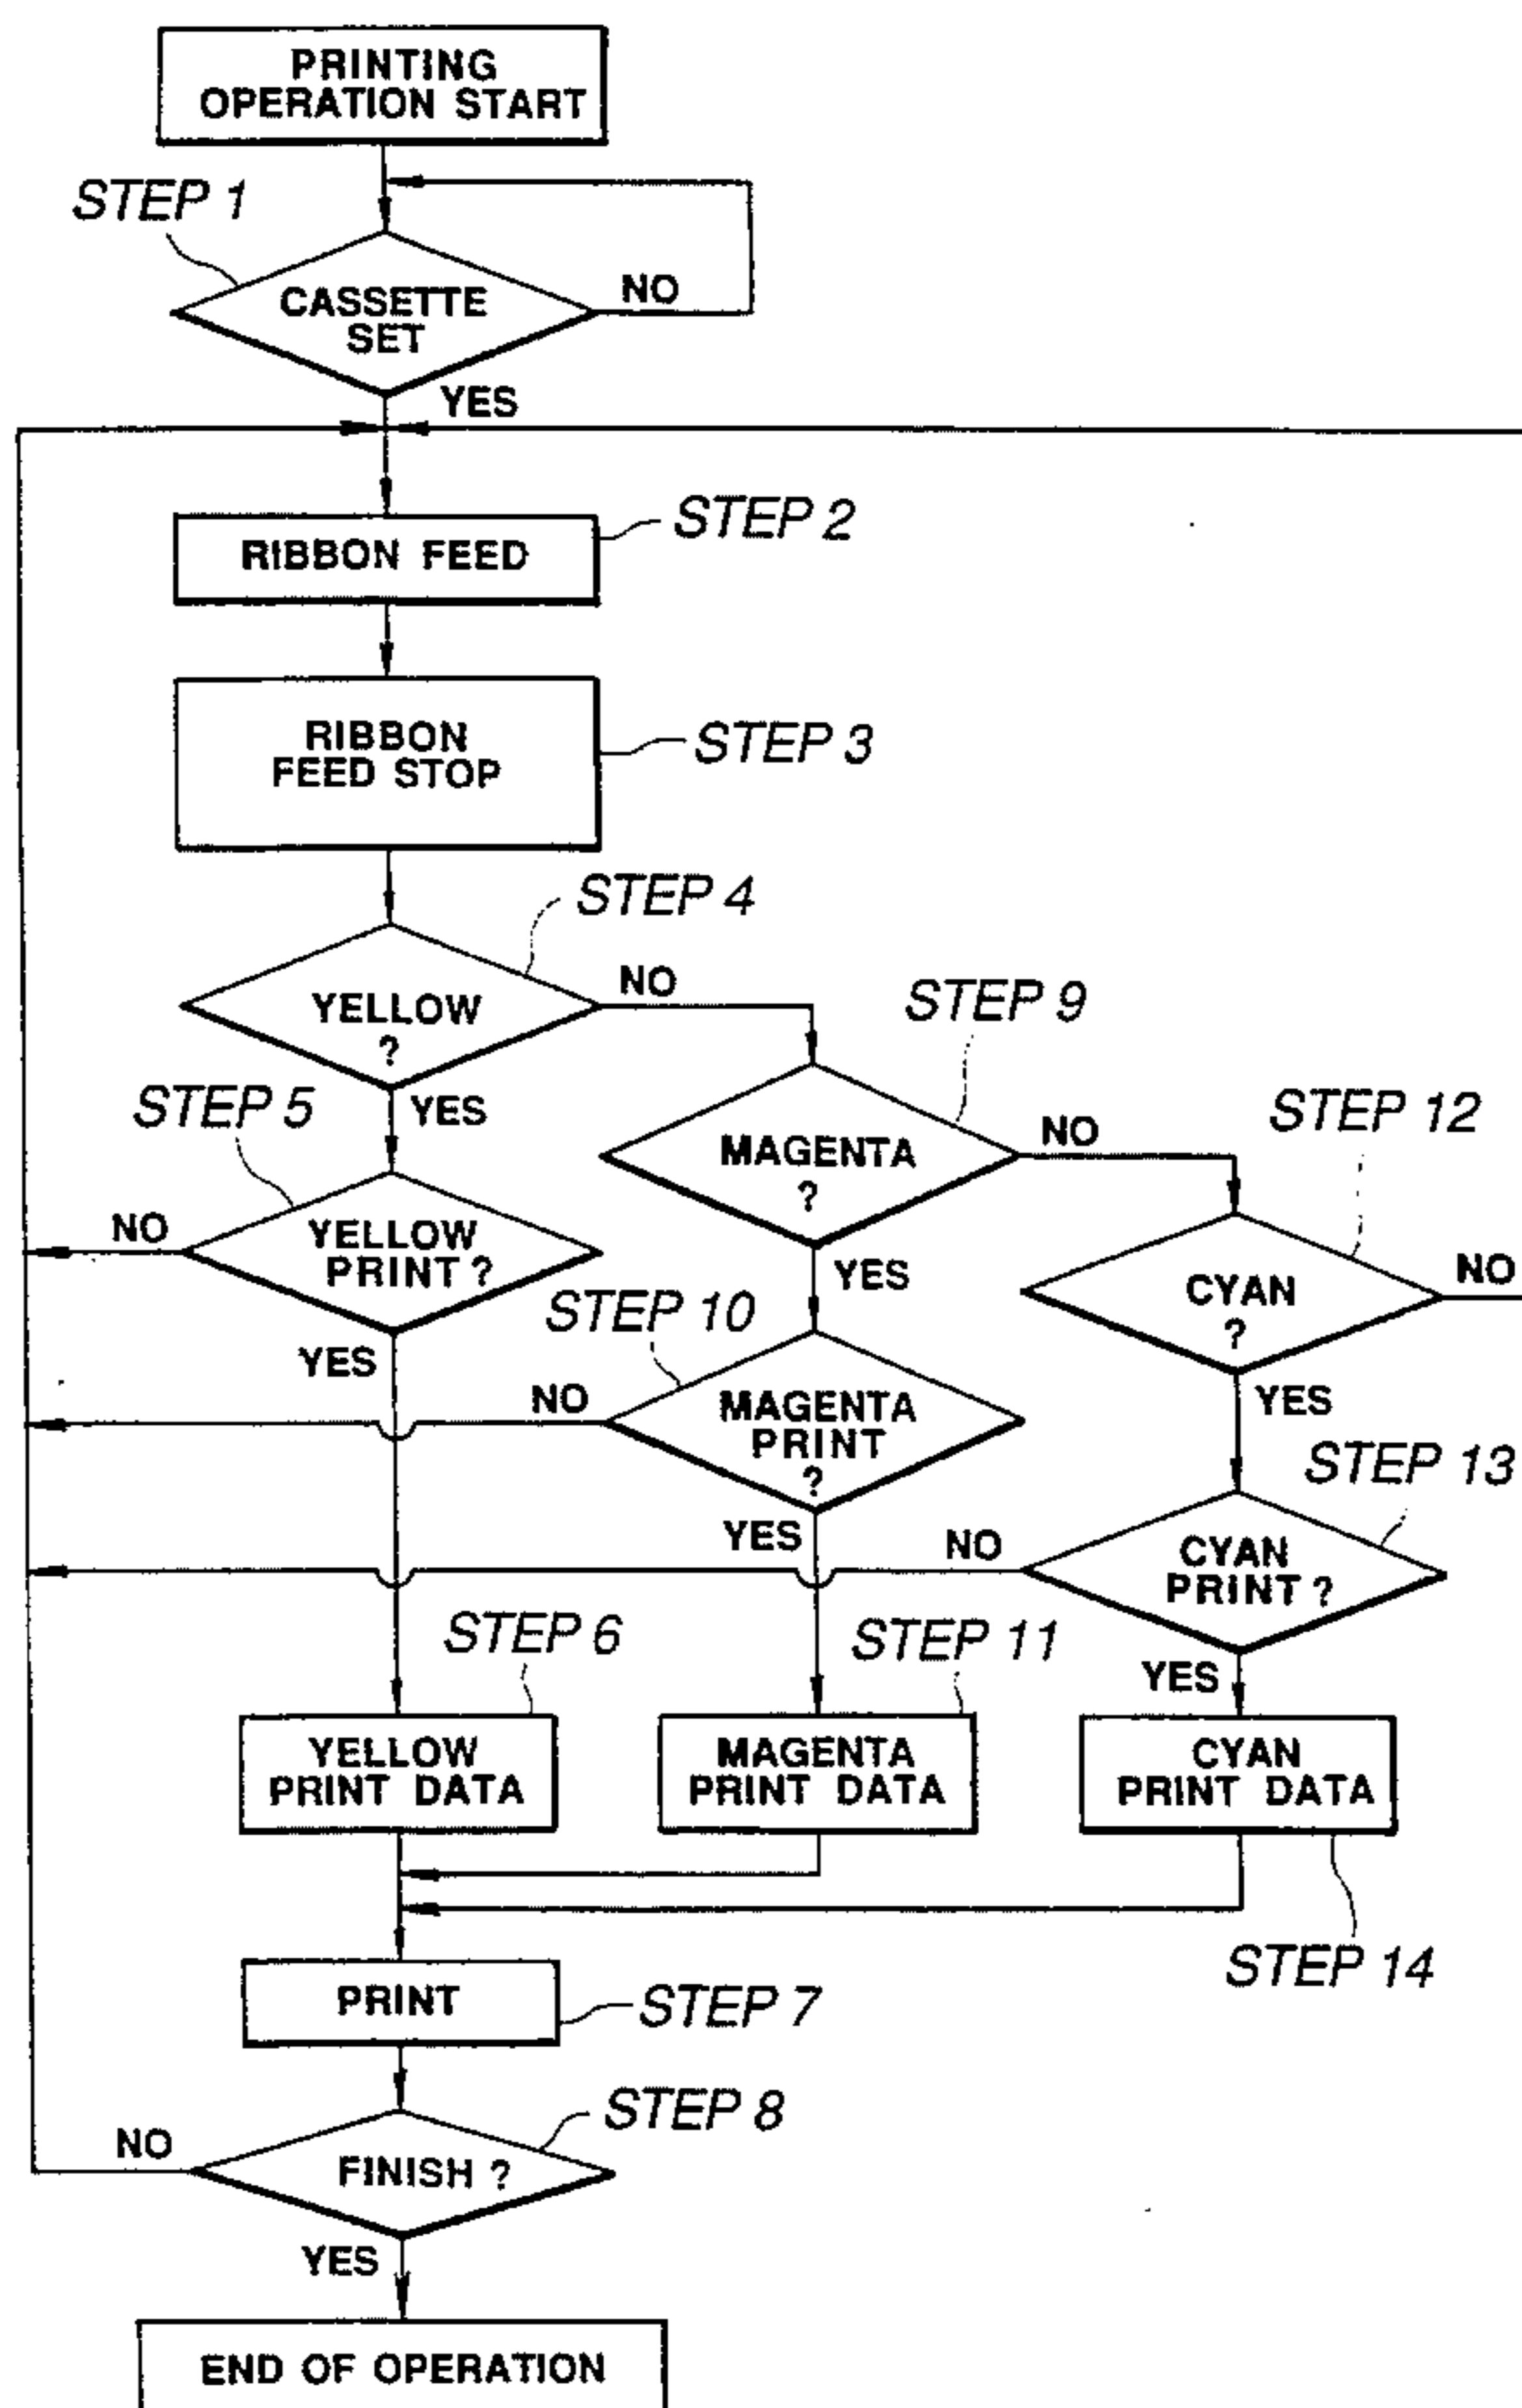 PRINTING
OPERATION START
STEP 1
CASSETTE
SET
NO
YES
STEP 2
RIBBON FEED
RIBBON
FEED STOP
STEP 3
STEP 4
YELLOW
?
NO
STEP 9
YES
STEP 5
MAGENTA
?
NO
STEP 12
NO
YELLOW
PRINT ?
YES
CYAN
?
NO
STEP 10
YES
NO
MAGENTA
PRINT
?
YES
STEP 13
YES
NO
CYAN
PRINT ?
STEP 6
STEP 11
YES
YELLOW
PRINT DATA
MAGENTA
PRINT DATA
CYAN
PRINT DATA
STEP 14
PRINT
STEP 7
STEP 8
NO
FINISH ?
YES
END OF OPERATION